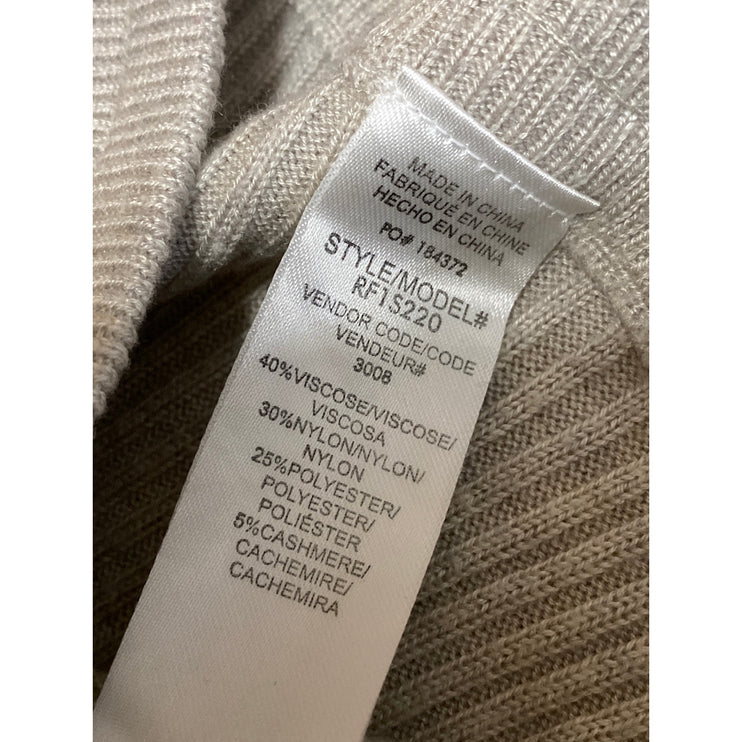 MADE IN CHINA
FABRIQUÉ EN CHINE
HECHO EN CHINA
PO# 184372
STYLE/MODEL#
RF1S220
VENDOR CODE/CODE
VENDEUR#
3008
40%VISCOSE/VISCOSE/
VISCOSA
30%NYLON/NYLON/
NYLON
25%POLYESTER/
POLYESTER/
POLIÉSTER
5%CASHMERE/
CACHEMIRE/
CACHEMIRA